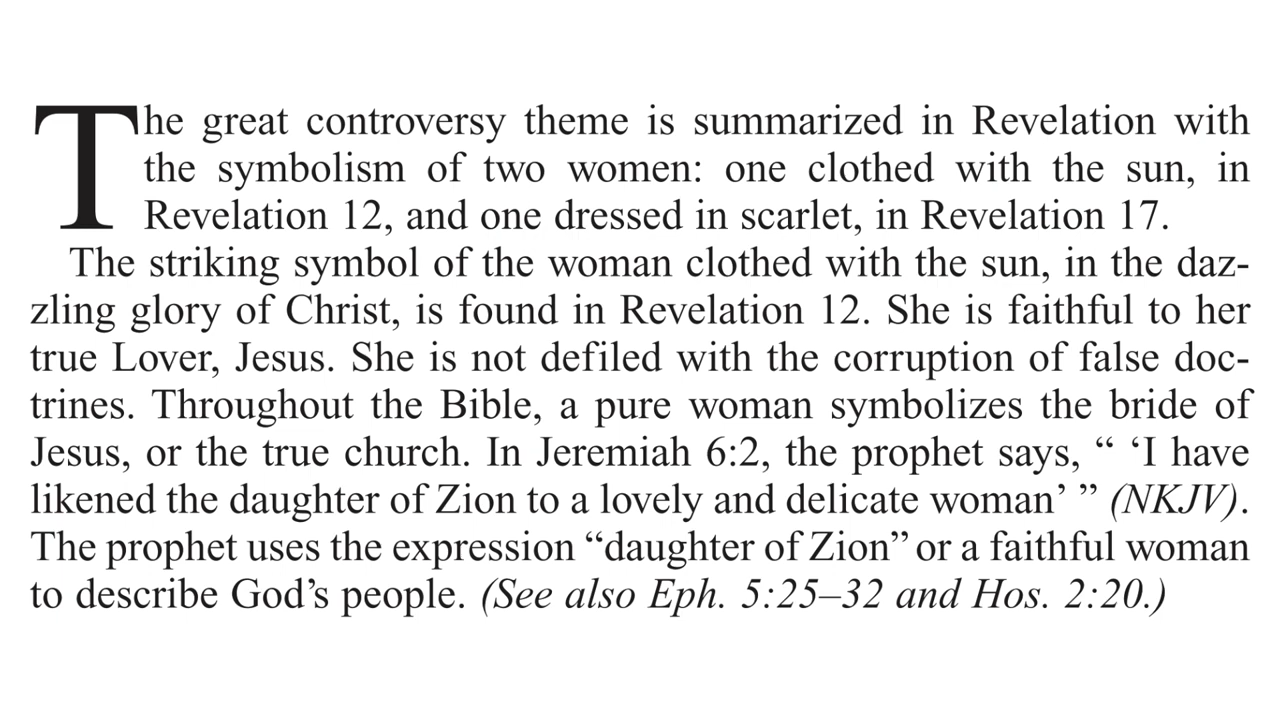 The great controversy theme is summarized in Revelation with
the symbolism of two women: one clothed with the sun, in
Revelation 12, and one dressed in scarlet, in Revelation 17.
The striking symbol of the woman clothed with the sun, in the daz-
zling glory of Christ, is found in Revelation 12. She is faithful to her
true Lover, Jesus. She is not defiled with the corruption of false doc-
trines. Throughout the Bible, a pure woman symbolizes the bride of
Jesus, or the true church. In Jeremiah 6:2, the prophet says, “ ‘I have
likened the daughter of Zion to a lovely and delicate woman’ ” (NKJV).
The prophet uses the expression “daughter of Zion” or a faithful woman
to describe God’s people. (See also Eph. 5:25–32 and Hos. 2:20.)